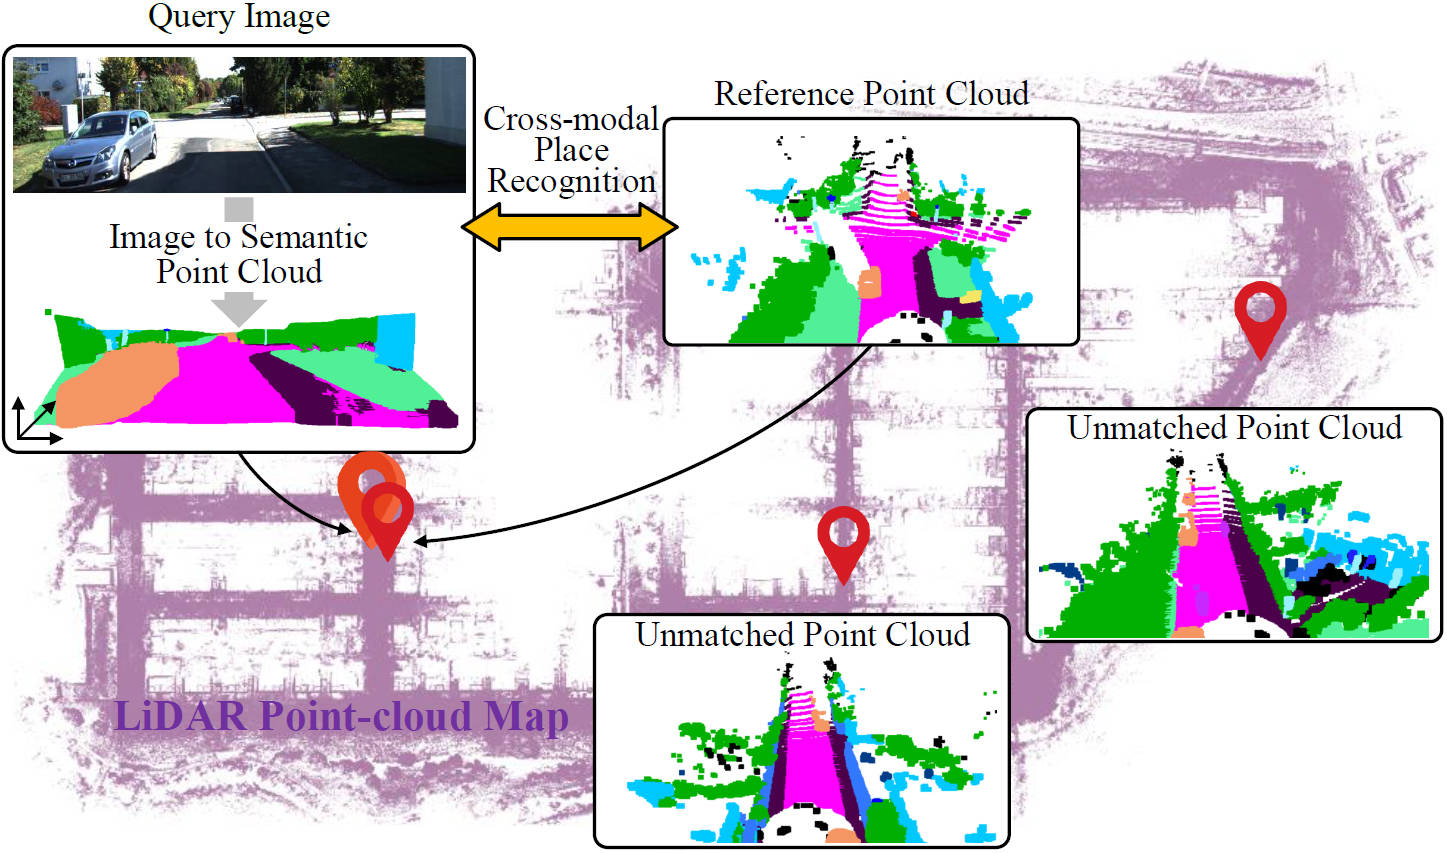 Query Image
Cross-modal
Place
Recognition
Image to Semantic
Point Cloud
Reference Point Cloud
Unmatched Point Cloud
Unmatched Point Cloud
LiDAR Point-cloud Map